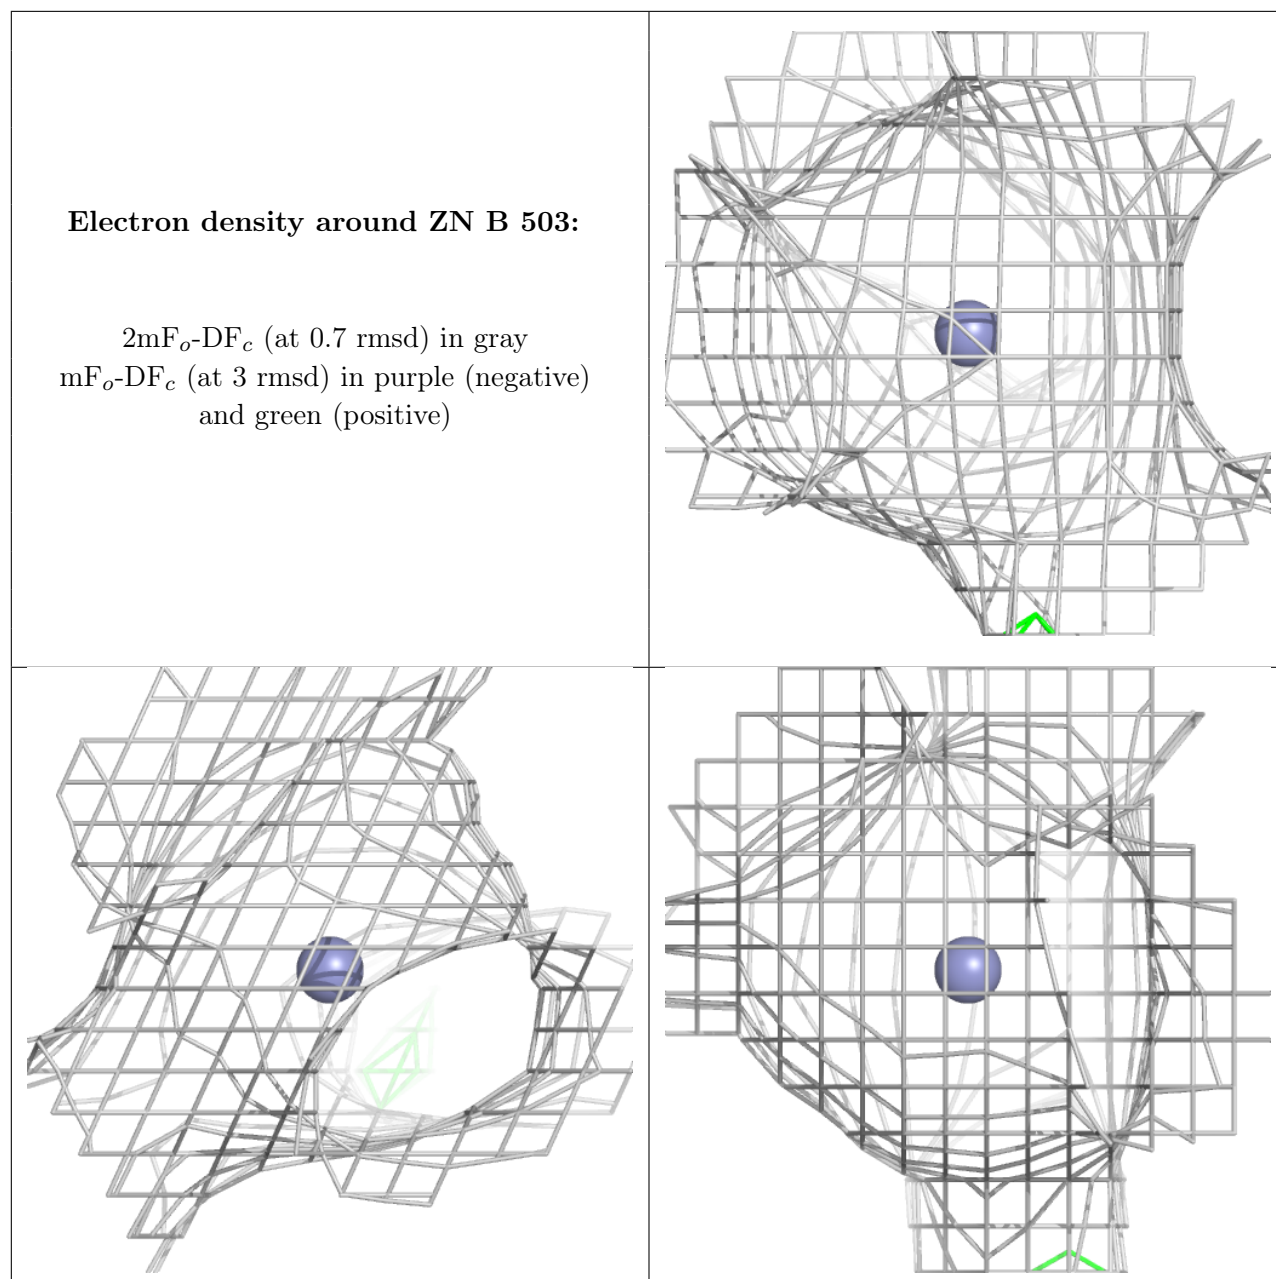 Electron density around ZN B 503:
2mFo-DFc (at 0.7 rmsd) in gray
mFo-DFc (at 3 rmsd) in purple (negative)
and green (positive)